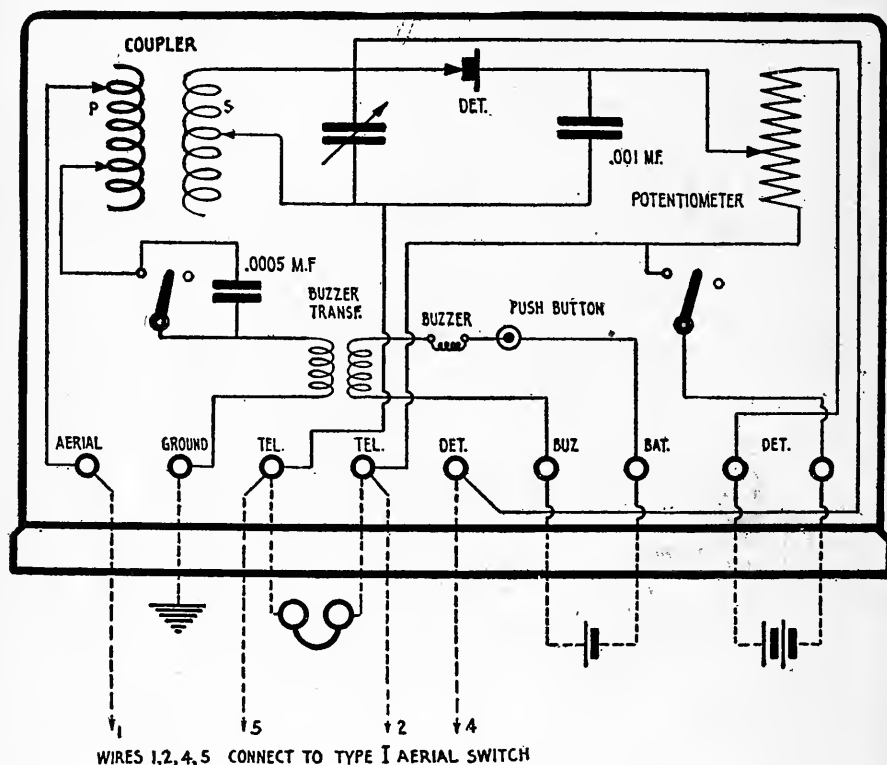 COUPLER
P
S
DET.
.001 M.F.
POTENTIOMETER
.0005 M.F
BUZZER
TRANSF.
BUZZER
PUSH BUTTON
AERIAL
GROUND
TEL.
TEL.
DET.
BUZ
BAT.
DET.
1
5
2
4
WIRES 1,2,4,5 CONNECT TO TYPE I AERIAL SWITCH